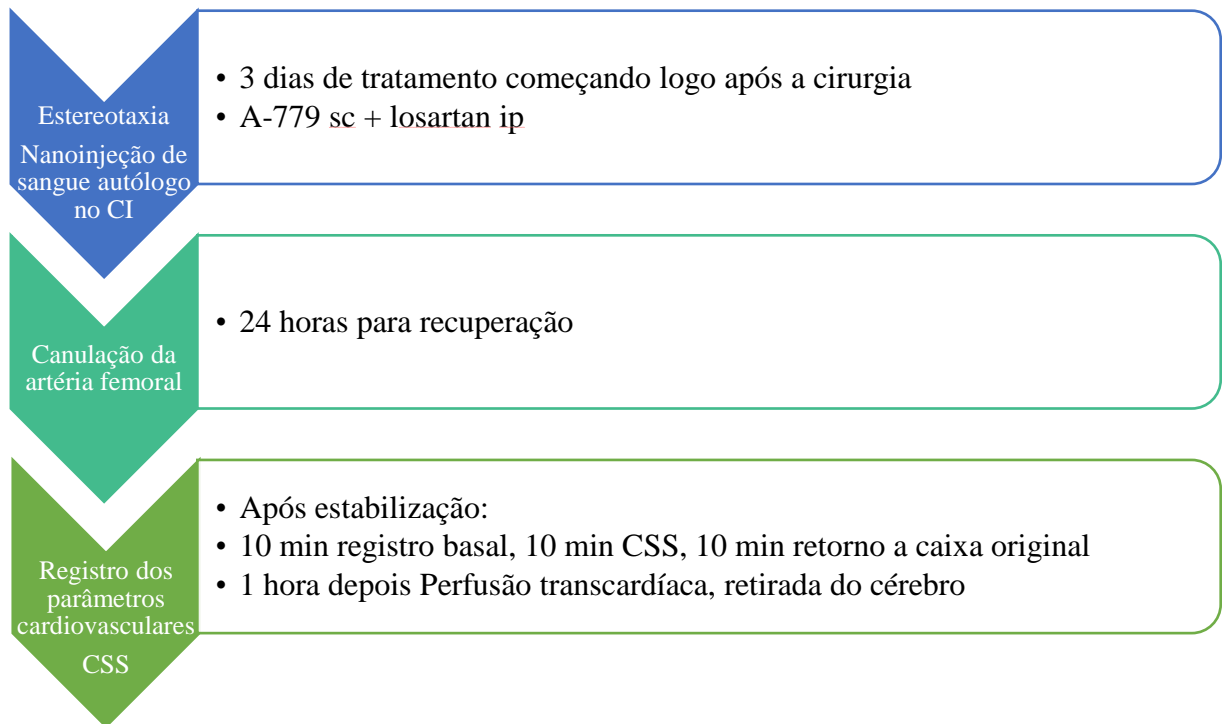 Estereotaxia
Nanoinjeção de
sangue autólogo
no CI
• 3 dias de tratamento começando logo após a cirurgia
• A-779 sc + losartan ip
Canulação da
artéria femoral
• 24 horas para recuperação
Registro dos
parâmetros
cardiovasculares
CSS
• Após estabilização:
• 10 min registro basal, 10 min CSS, 10 min retorno a caixa original
• 1 hora depois Perfusão transcardíaca, retirada do cérebro